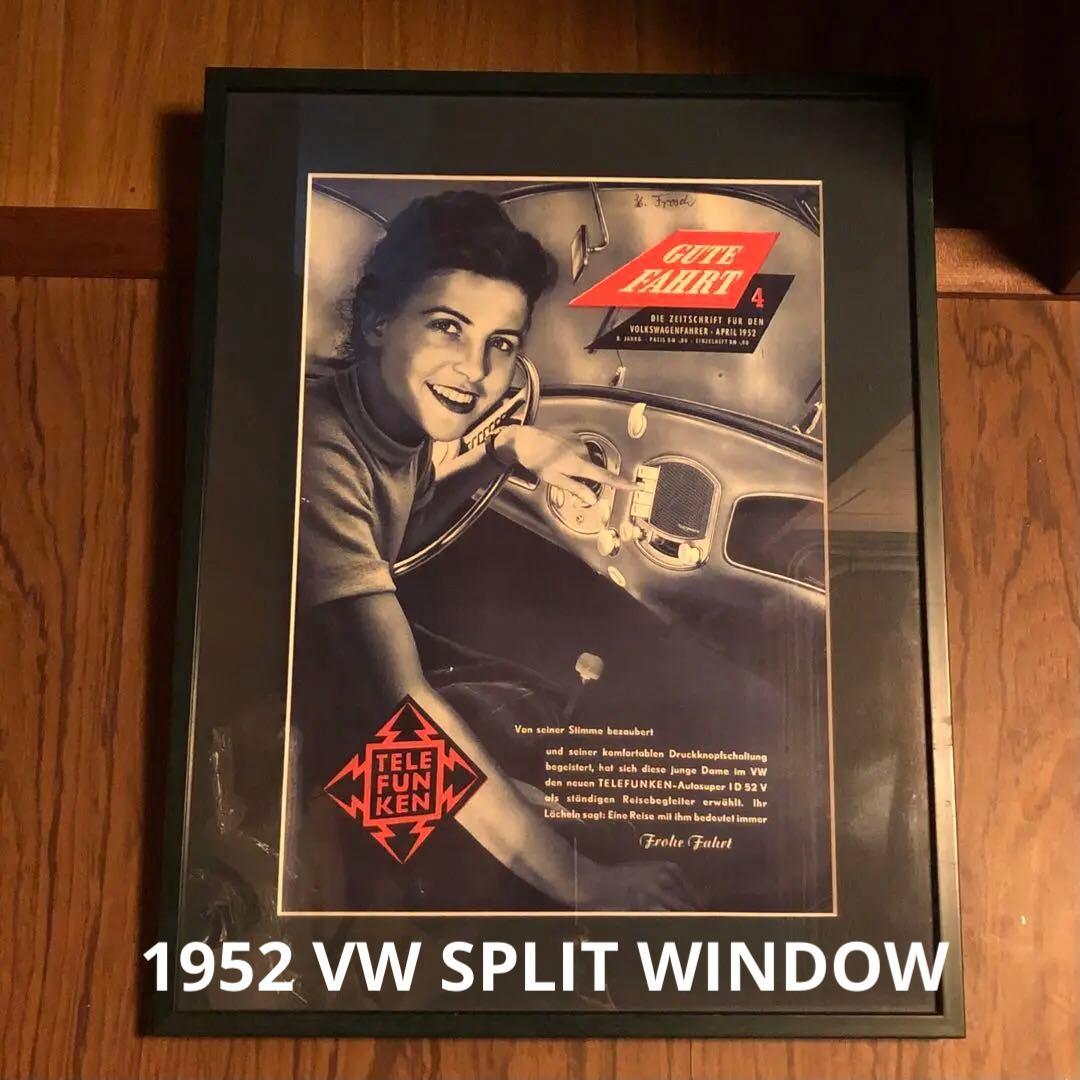 H. Frosch
GUTE
FAHRT
4
DIE ZEITSCHRIFT FÜR DEN
VOLKSWAGENFAHRER · APRIL 1952
TELE
FUN
KEN
Von seiner Stimme bezaubert
und seiner komfortablen Druckknopfschaltung
begeistert, hat sich diese junge Dame im VW
den neuen TELEFUNKEN-Autosuper ID 52 V
als ständigen Reisebegleiter erwählt. Ihr
Lächeln sagt: Eine Reise mit ihm bedeutet immer
Frohe Fahrt
1952 VW SPLIT WINDOW